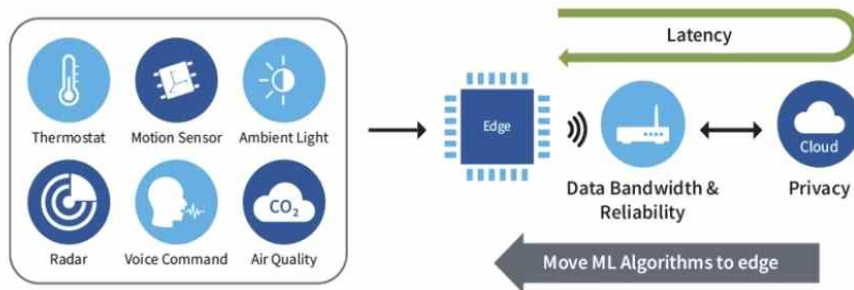 Thermostat
Motion Sensor
Ambient Light
Radar
Voice Command
CO₂
Air Quality
Edge
Latency
Data Bandwidth &
Reliability
Cloud
Privacy
Move ML Algorithms to edge